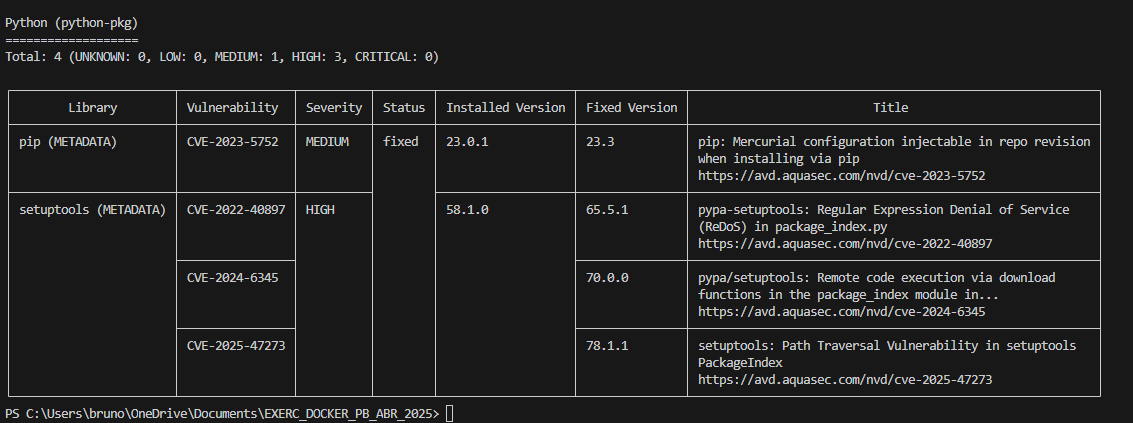 Python (python-pkg)
===================
Total: 4 (UNKNOWN: 0, LOW: 0, MEDIUM: 1, HIGH: 3, CRITICAL: 0)
Library Vulnerability Severity Status Installed Version Fixed Version Title
pip (METADATA) CVE-2023-5752 MEDIUM fixed 23.0.1 23.3 pip: Mercurial configuration injectable in repo revision
when installing via pip
https://avd.aquasec.com/nvd/cve-2023-5752
setuptools (METADATA) CVE-2022-40897 HIGH 58.1.0 65.5.1 pypa-setuptools: Regular Expression Denial of Service
(ReDoS) in package_index.py
https://avd.aquasec.com/nvd/cve-2022-40897
CVE-2024-6345 70.0.0 pypa/setuptools: Remote code execution via download
functions in the package_index module in...
https://avd.aquasec.com/nvd/cve-2024-6345
CVE-2025-47273 78.1.1 setuptools: Path Traversal Vulnerability in setuptools
PackageIndex
https://avd.aquasec.com/nvd/cve-2025-47273
PS C:\Users\bruno\OneDrive\Documents\EXERC_DOCKER_PB_ABR_2025>